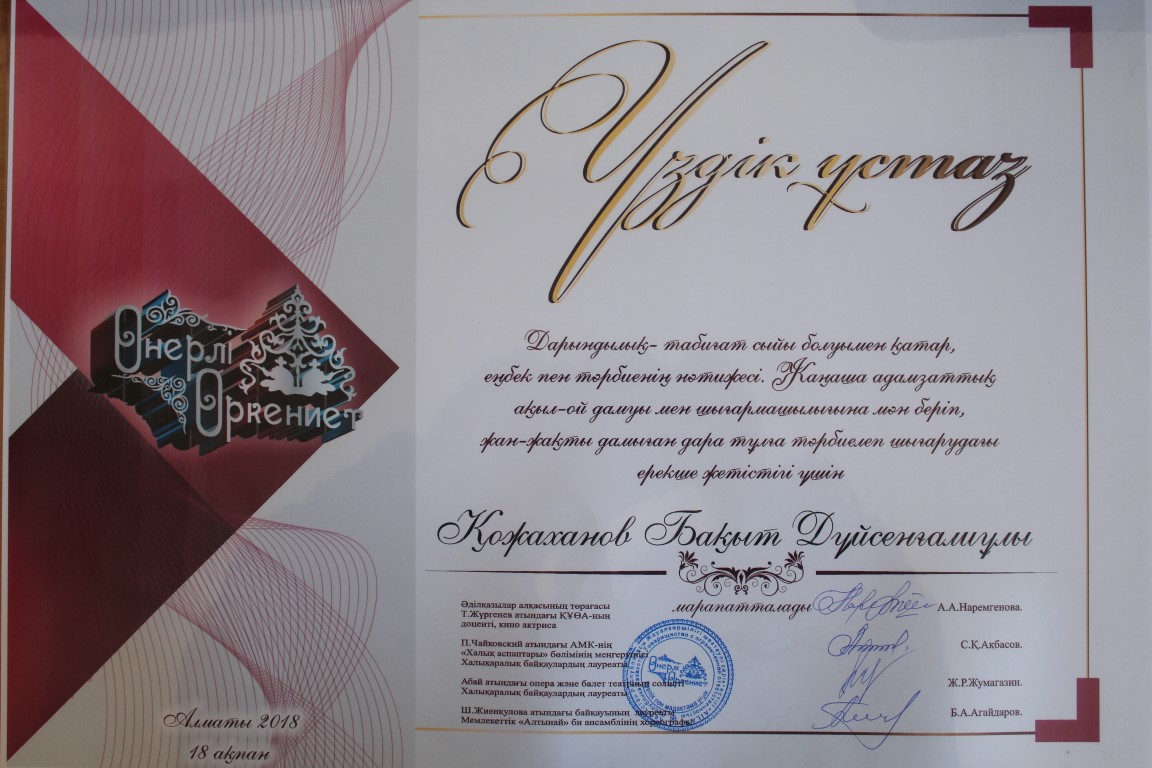 Үздік ұстаз
Өнерлі
Өркениет
Дарындылық- табиғат сыйы болуымен қатар,
еңбек пен тәрбиенің нәтижесі. Жаңаша адамзаттық
ақыл-ой дамуы мен шығармашылығына мән беріп,
жан-жақты дамыған дара тұлға тәрбиелеп шығарудағы
ерекше жетістігі үшін
Қожаханов Бақыт Дүйсенғалиұлы
марапатталады
Әділқазылар алқасының төрағасы
Т.Жүргенев атындағы ҚҰӨА-ның
доценті, кино актриса
А.А.Наремгенова.
П.Чайковский атындағы АМК-нің
«Халық аспаптары» бөлімінің меңгерушісі
Халықаралық байқаулардың лауреаты
С.Қ.Акбасов.
Абай атындағы опера және балет театрының солисті
Халықаралық байқаулардың лауреаты
Ж.Р.Жумагазин.
Ш.Жиенқулова атындағы байқауының лауреаты
Мемлекеттік «Алтынай» би ансамблінің хореографы
Б.А.Агайдаров.
Өнерлі
Өркениет
Алматы 2018
18 ақпан